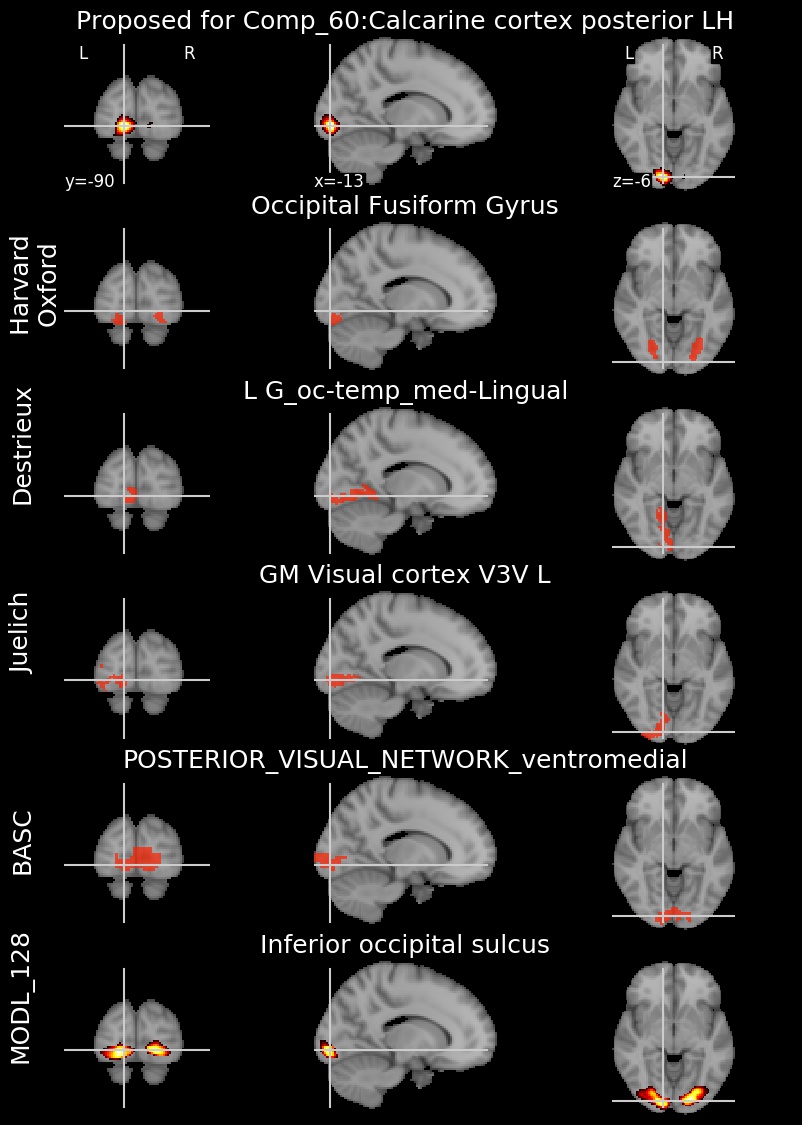 Proposed for Comp_60:Calcarine cortex posterior LH
L R L R
y=-90 x=-13 z=-6
Occipital Fusiform Gyrus
Harvard
Oxford
L G_oc-temp_med-Lingual
Destrieux
GM Visual cortex V3V L
Juelich
POSTERIOR_VISUAL_NETWORK_ventromedial
BASC
Inferior occipital sulcus
MODL_128